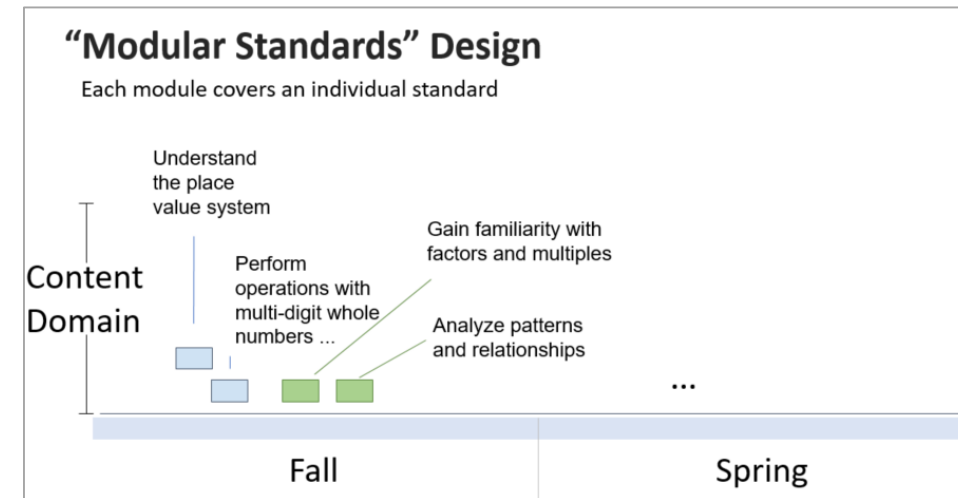 “Modular Standards” Design
Each module covers an individual standard
Understand
the place
value system
Gain familiarity with
factors and multiples
Perform
operations with
multi-digit whole
numbers ...
Content
Domain
Analyze patterns
and relationships
...
Fall
Spring